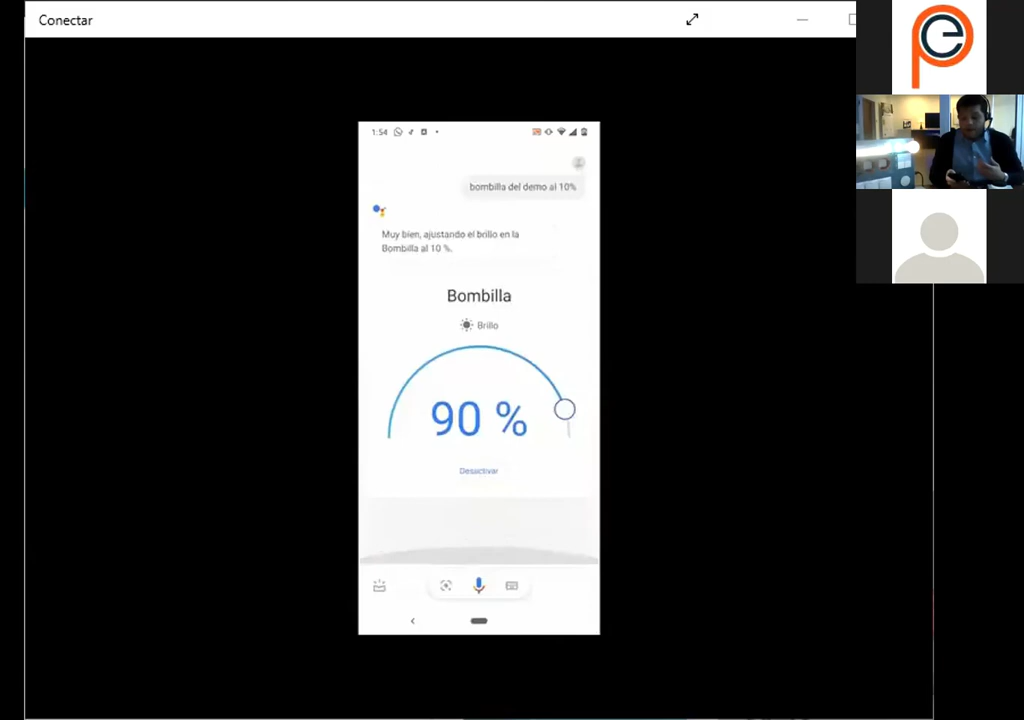 Conectar
1:54
bombilla del demo al 10%
Muy bien, ajustando el brillo en la
Bombilla al 10 %.
Bombilla
Brillo
90 %
Desactivar
pe